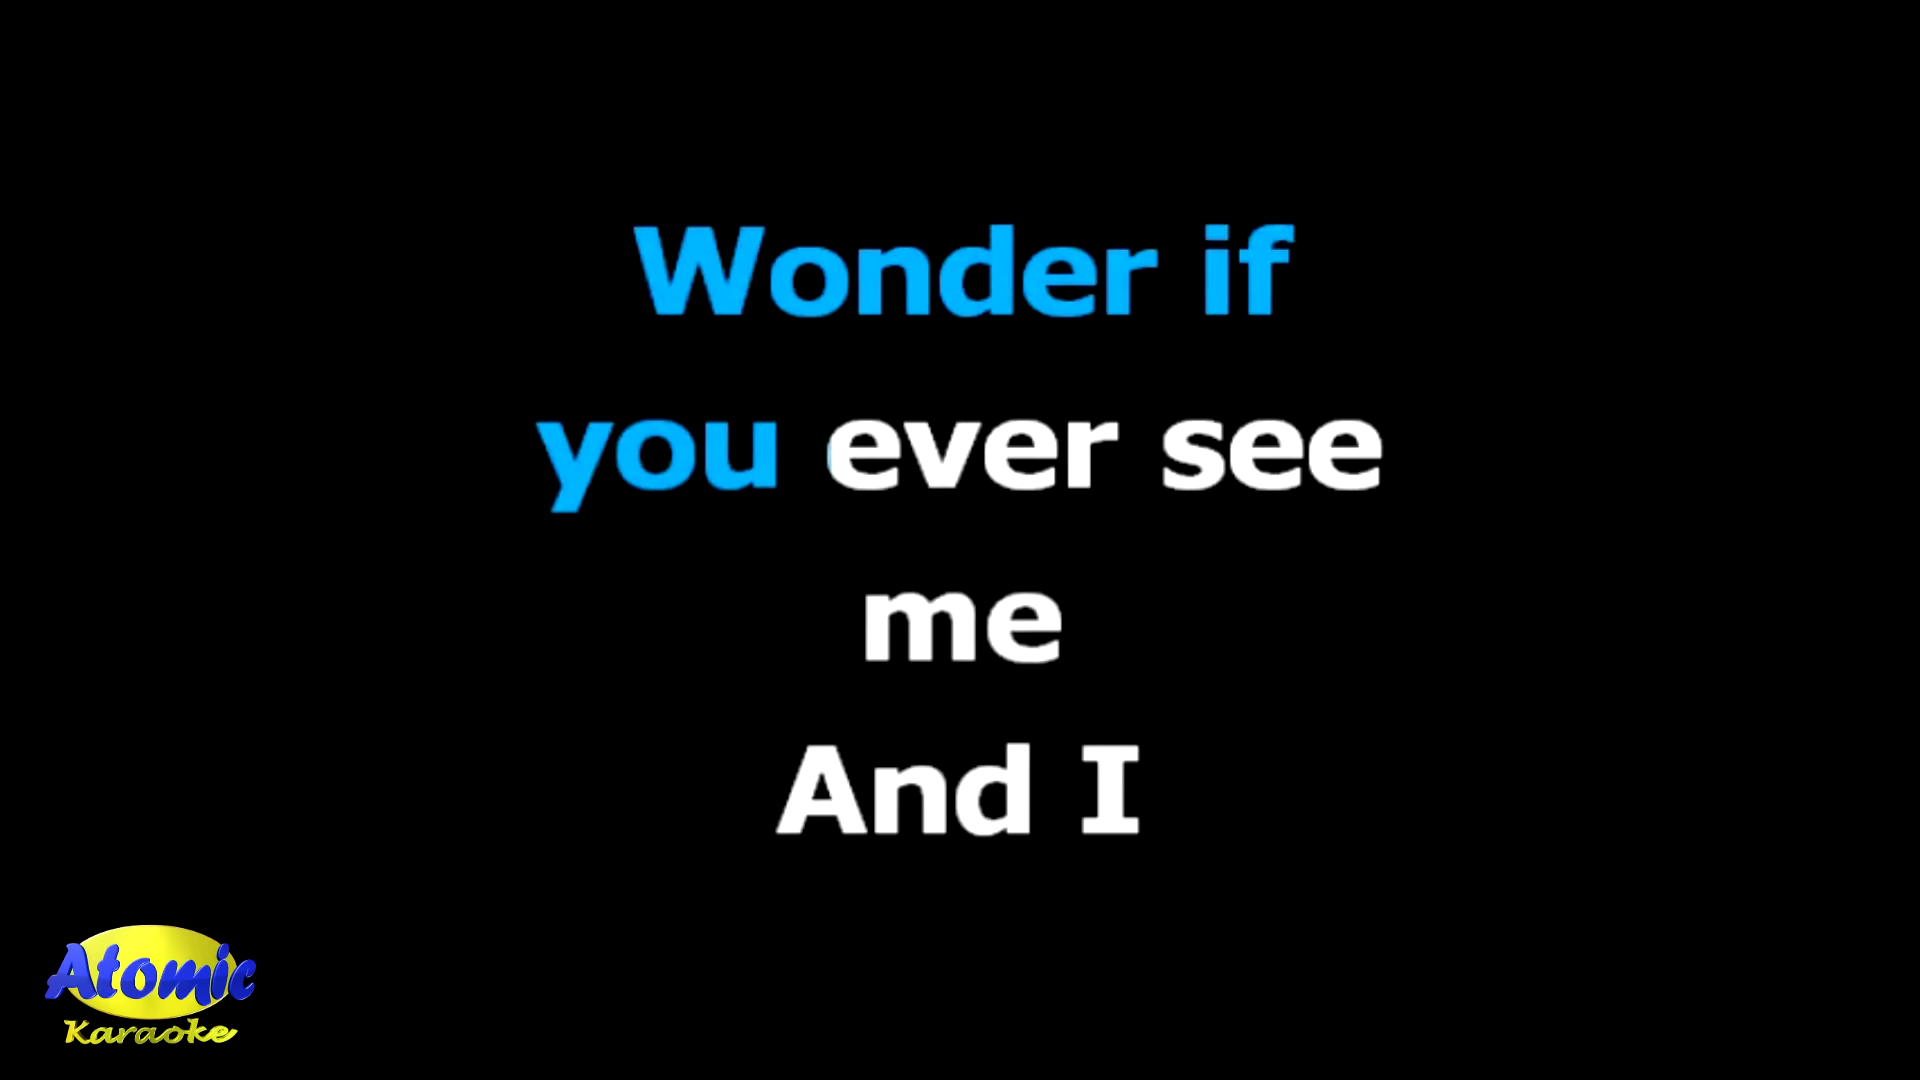 Wonder if
you ever see
me
And I
Atomic
Karaoke